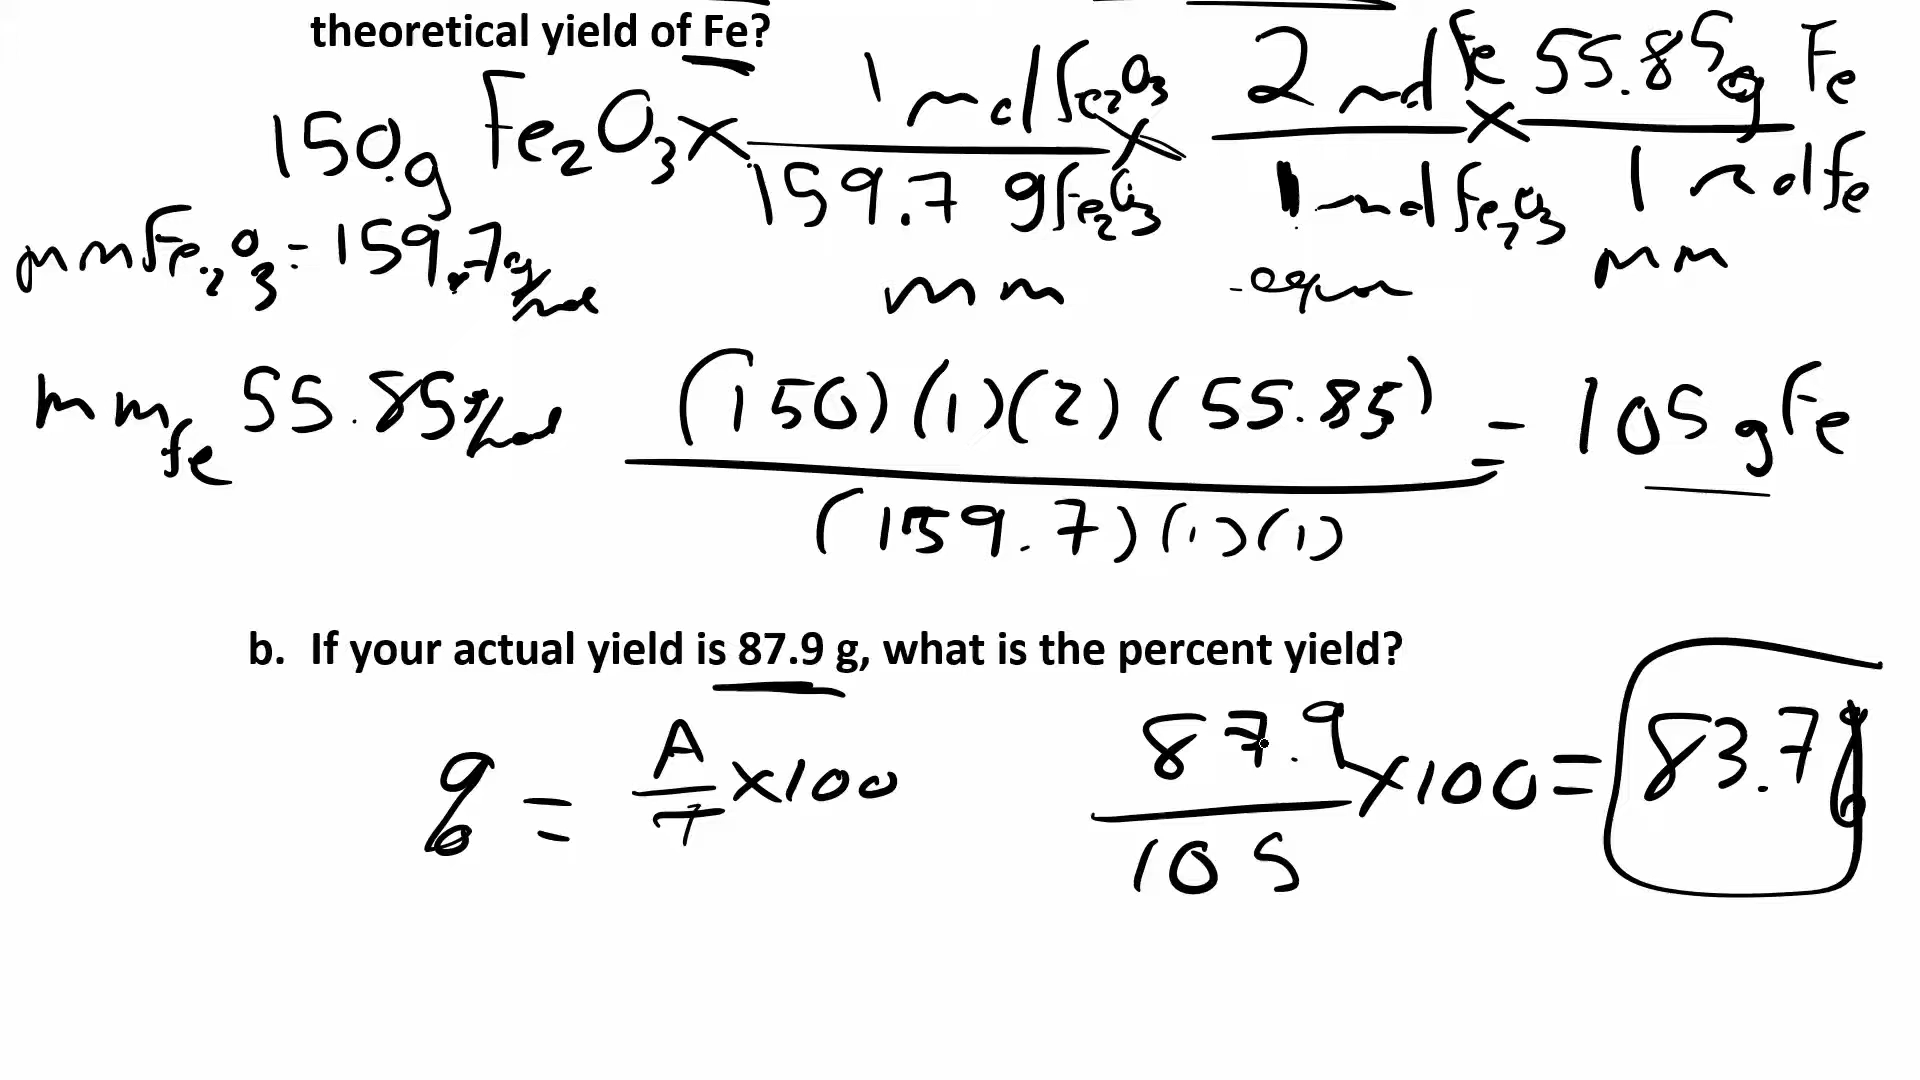 theoretical yield of Fe?
150.g Fe2O3 × 1 mol Fe2O3 / 159.7 g Fe2O3 × 2 mol Fe / 1 mol Fe2O3 × 55.85 g Fe / 1 mol Fe
mm Fe2O3 = 159.7 g/mol
mm eqn mm
mm Fe 55.85 g/mol
(150)(1)(2)(55.85) / (159.7)(1)(1) = 105 g Fe
b. If your actual yield is 87.9 g, what is the percent yield?
% = A/T ×100
87.9 / 105 ×100 = 83.7%